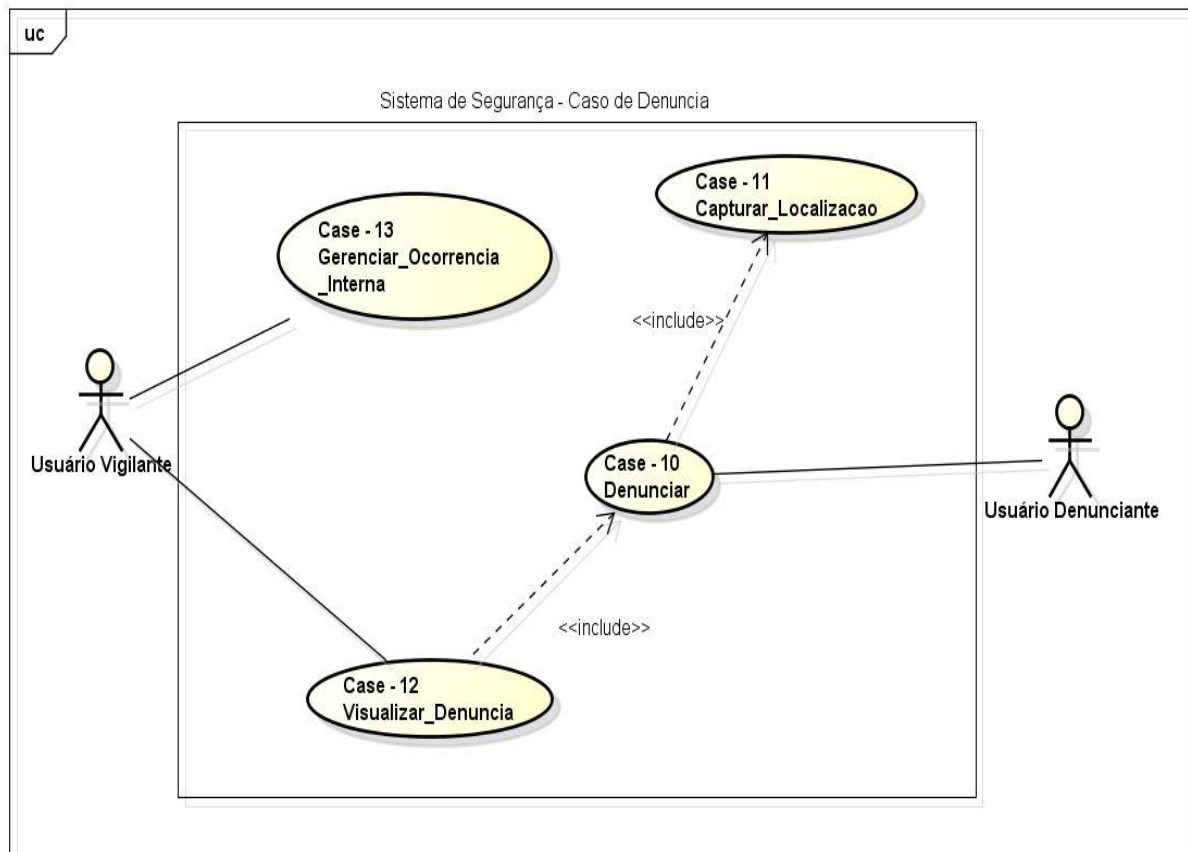 uc
Sistema de Segurança - Caso de Denuncia
Case - 11
Capturar_Localizacao
Case - 13
Gerenciar_Ocorrencia
_Interna
<<include>>
Usuário Vigilante
Case - 10
Denunciar
Usuário Denunciante
<<include>>
Case - 12
Visualizar_Denuncia